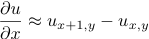 ∂u/∂x ≈ u_{x+1,y} − u_{x,y}